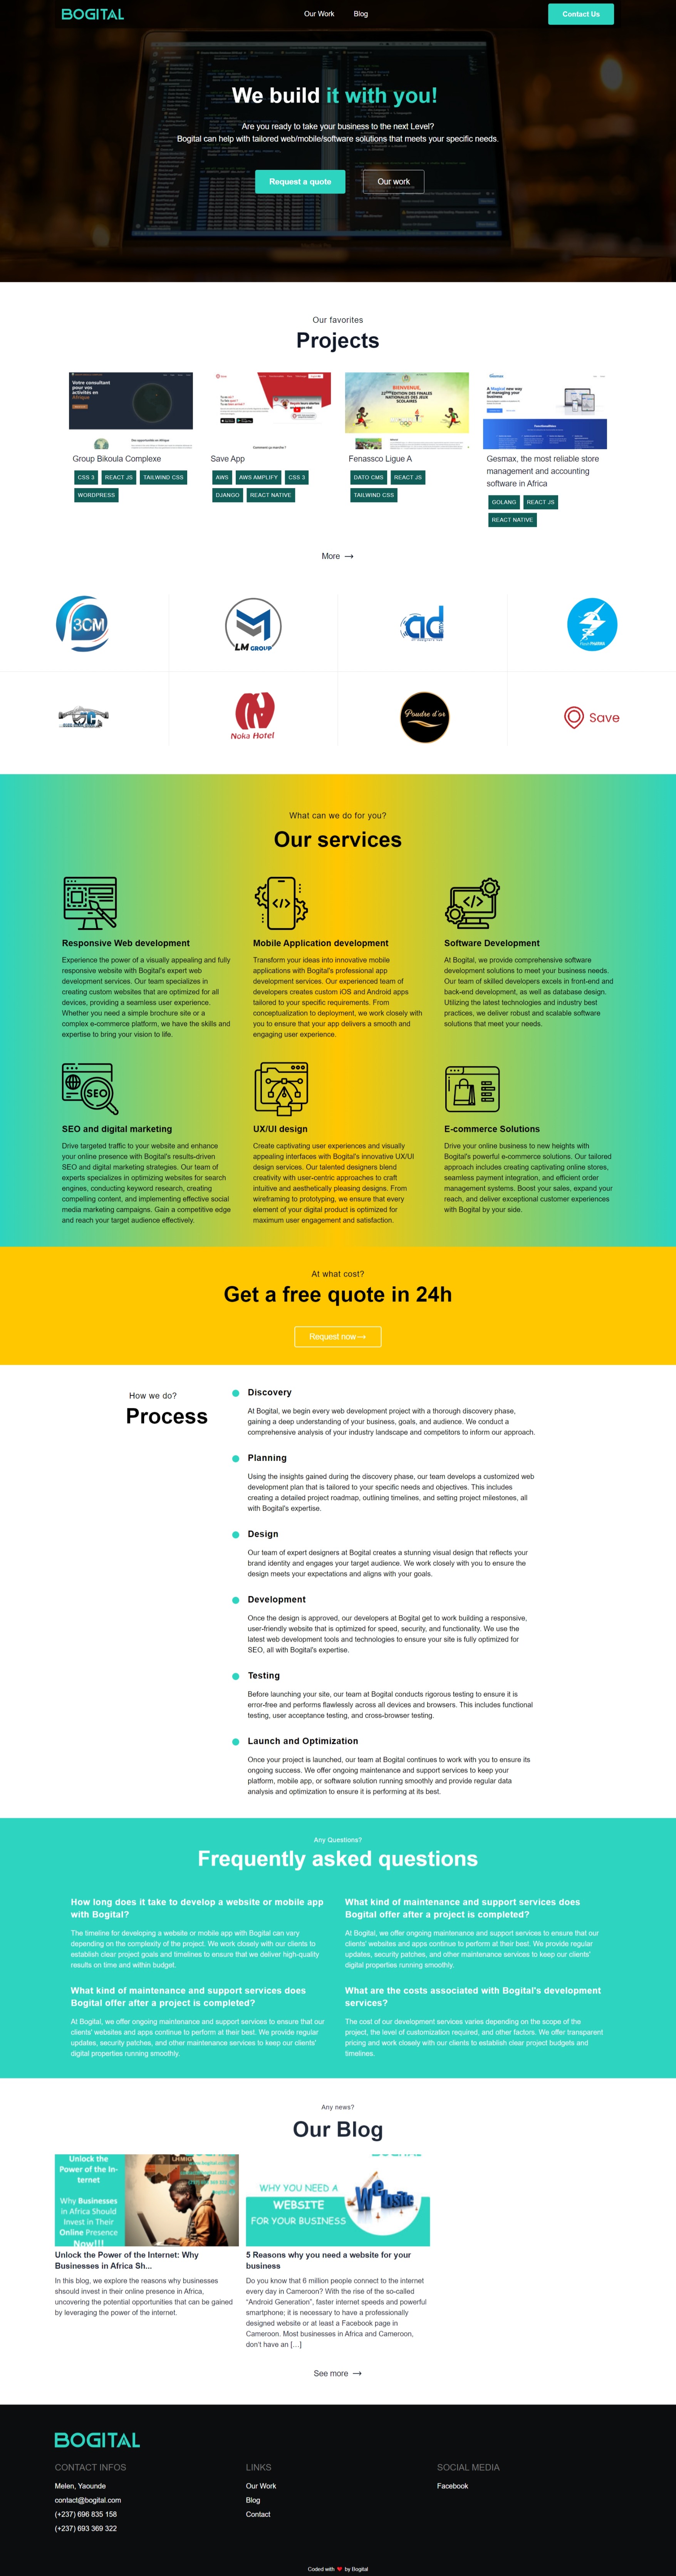 BOGITAL
Our Work
Blog
Contact Us
We build it with you!
Are you ready to take your business to the next Level?
Bogital can help with tailored web/mobile/software solutions that meets your specific needs.
Request a quote
Our work
Our favorites
Projects
Votre consultant
pour vos
activités en
Afrique
BIENVENUE,
Group Bikoula Complexe
CSS 3
REACT JS
TAILWIND CSS
WORDPRESS
Save App
AWS
AWS AMPLIFY
CSS 3
DJANGO
REACT NATIVE
Fenassco Ligue A
DATO CMS
REACT JS
TAILWIND CSS
Gesmax, the most reliable store
management and accounting
software in Africa
GOLANG
REACT JS
REACT NATIVE
More →
3CM
LM GROUP
ad
Noka Hotel
Poudre d'or
Save
What can we do for you?
Our services
Responsive Web development
Experience the power of a visually appealing and fully
responsive website with Bogital's expert web
development services. Our team specializes in
creating custom websites that are optimized for all
devices, providing a seamless user experience.
Whether you need a simple brochure site or a
complex e-commerce platform, we have the skills and
expertise to bring your vision to life.
Mobile Application development
Transform your ideas into innovative mobile
applications with Bogital's professional app
development services. Our experienced team of
developers creates custom iOS and Android apps
tailored to your specific requirements. From
conceptualization to deployment, we work closely with
you to ensure that your app delivers a smooth and
engaging user experience.
Software Development
At Bogital, we provide comprehensive software
development solutions to meet your business needs.
Our team of skilled developers excels in front-end and
back-end development, as well as database design.
Utilizing the latest technologies and industry best
practices, we deliver robust and scalable software
solutions that meet your needs.
SEO
SEO and digital marketing
Drive targeted traffic to your website and enhance
your online presence with Bogital's results-driven
SEO and digital marketing strategies. Our team of
experts specializes in optimizing websites for search
engines, conducting keyword research, creating
compelling content, and implementing effective social
media marketing campaigns. Gain a competitive edge
and reach your target audience effectively.
UX/UI design
Create captivating user experiences and visually
appealing interfaces with Bogital's innovative UX/UI
design services. Our talented designers blend
creativity with user-centric approaches to craft
intuitive and aesthetically pleasing designs. From
wireframing to prototyping, we ensure that every
element of your digital product is optimized for
maximum user engagement and satisfaction.
E-commerce Solutions
Drive your online business to new heights with
Bogital's powerful e-commerce solutions. Our tailored
approach includes creating captivating online stores,
seamless payment integration, and efficient order
management systems. Boost your sales, expand your
reach, and deliver exceptional customer experiences
with Bogital by your side.
At what cost?
Get a free quote in 24h
Request now→
How we do?
Process
Discovery
At Bogital, we begin every web development project with a thorough discovery phase,
gaining a deep understanding of your business, goals, and audience. We conduct a
comprehensive analysis of your industry landscape and competitors to inform our approach.
Planning
Using the insights gained during the discovery phase, our team develops a customized web
development plan that is tailored to your specific needs and objectives. This includes
creating a detailed project roadmap, outlining timelines, and setting project milestones, all
with Bogital's expertise.
Design
Our team of expert designers at Bogital creates a stunning visual design that reflects your
brand identity and engages your target audience. We work closely with you to ensure the
design meets your expectations and aligns with your goals.
Development
Once the design is approved, our developers at Bogital get to work building a responsive,
user-friendly website that is optimized for speed, security, and functionality. We use the
latest web development tools and technologies to ensure your site is fully optimized for
SEO, all with Bogital's expertise.
Testing
Before launching your site, our team at Bogital conducts rigorous testing to ensure it is
error-free and performs flawlessly across all devices and browsers. This includes functional
testing, user acceptance testing, and cross-browser testing.
Launch and Optimization
Once your project is launched, our team at Bogital continues to work with you to ensure its
ongoing success. We offer ongoing maintenance and support services to keep your
platform, mobile app, or software solution running smoothly and provide regular data
analysis and optimization to ensure it is performing at its best.
Any Questions?
Frequently asked questions
How long does it take to develop a website or mobile app
with Bogital?
The timeline for developing a website or mobile app with Bogital can vary
depending on the complexity of the project. We work closely with our clients to
establish clear project goals and timelines to ensure that we deliver high-quality
results on time and within budget.
What kind of maintenance and support services does
Bogital offer after a project is completed?
At Bogital, we offer ongoing maintenance and support services to ensure that our
clients' websites and apps continue to perform at their best. We provide regular
updates, security patches, and other maintenance services to keep our clients'
digital properties running smoothly.
What kind of maintenance and support services does
Bogital offer after a project is completed?
At Bogital, we offer ongoing maintenance and support services to ensure that our
clients' websites and apps continue to perform at their best. We provide regular
updates, security patches, and other maintenance services to keep our clients'
digital properties running smoothly.
What are the costs associated with Bogital's development
services?
The cost of our development services varies depending on the scope of the
project, the level of customization required, and other factors. We offer transparent
pricing and work closely with our clients to establish clear project budgets and
timelines.
Any news?
Our Blog
Unlock the
Power of the In-
ternet
Why Businesses
in Africa Should
Invest in Their
Online Presence
Now!!!
WHY YOU NEED A
WEBSITE
FOR YOUR BUSINESS
Website
Unlock the Power of the Internet: Why
Businesses in Africa Sh...
In this blog, we explore the reasons why businesses
shsould invest in their online presence in Africa,
uncovering the potential opportunities that can be gained
by leveraging the power of the internet.
5 Reasons why you need a website for your
business
Do you know that 6 million people connect to the internet
every day in Cameroon? With the rise of the so-called
“Android Generation”, faster internet speeds and powerful
smartphone; it is necessary to have a professionally
designed website or at least a Facebook page in
Cameroon. Most businesses in Africa and Cameroon,
don't have an […]
See more →
BOGITAL
CONTACT INFOS
Melen, Yaounde
contact@bogital.com
(+237) 696 835 158
(+237) 693 369 322
LINKS
Our Work
Blog
Contact
SOCIAL MEDIA
Facebook
Coded with ❤ by Bogital